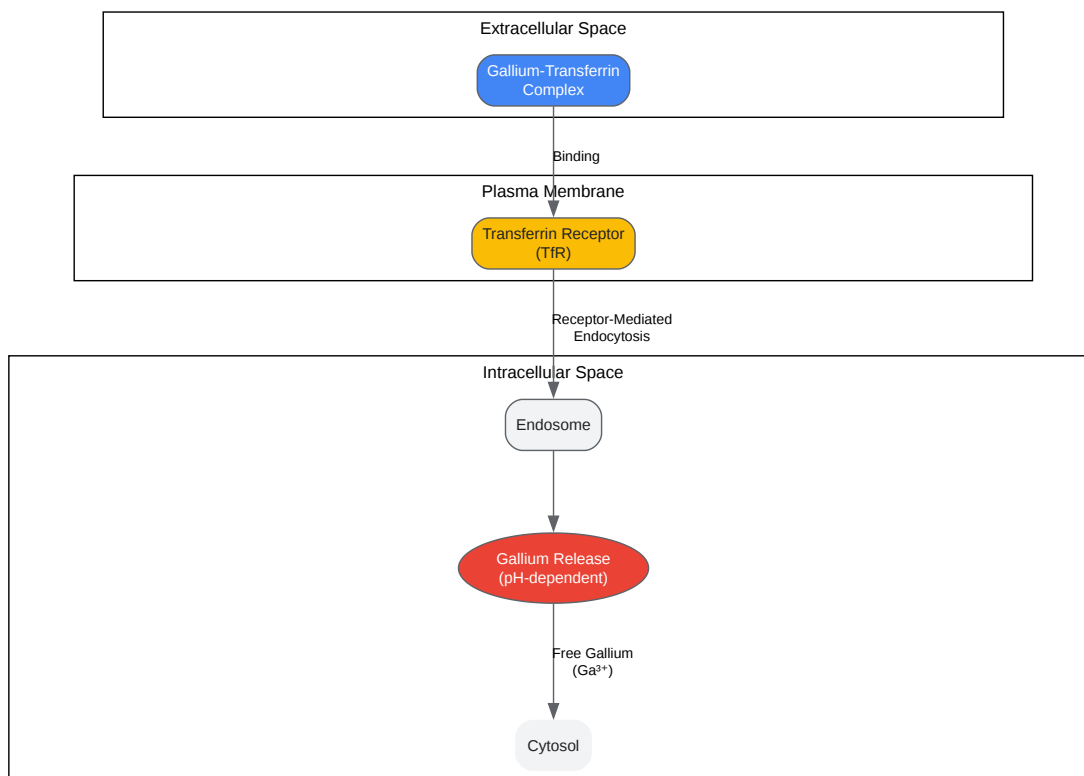 Extracellular Space
Gallium-Transferrin
Complex
Binding
Plasma Membrane
Transferrin Receptor
(TfR)
Receptor-Mediated
Endocytosis
Intracellular Space
Endosome
Gallium Release
(pH-dependent)
Free Gallium
(Ga³⁺)
Cytosol